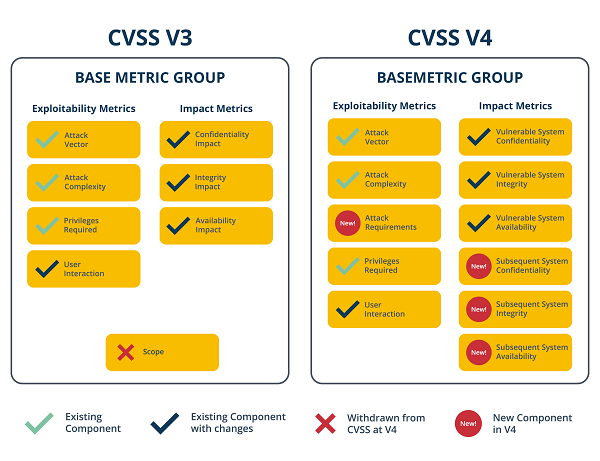 CVSS V3
BASE METRIC GROUP
Exploitability Metrics
Attack
Vector
Attack
Complexity
Privileges
Required
User
Interaction
Impact Metrics
Confidentiality
Impact
Integrity
Impact
Availability
Impact
Scope
CVSS V4
BASEMETRIC GROUP
Exploitability Metrics
Attack
Vector
Attack
Complexity
New!
Attack
Requirements
Privileges
Required
User
Interaction
Impact Metrics
Vulnerable System
Confidentiality
Vulnerable System
Integrity
Vulnerable System
Availability
New!
Subsequent System
Confidentiality
New!
Subsequent System
Integrity
New!
Subsequent System
Availability
Existing
Component
Existing Component
with changes
Withdrawn from
CVSS at V4
New!
New Component
in V4